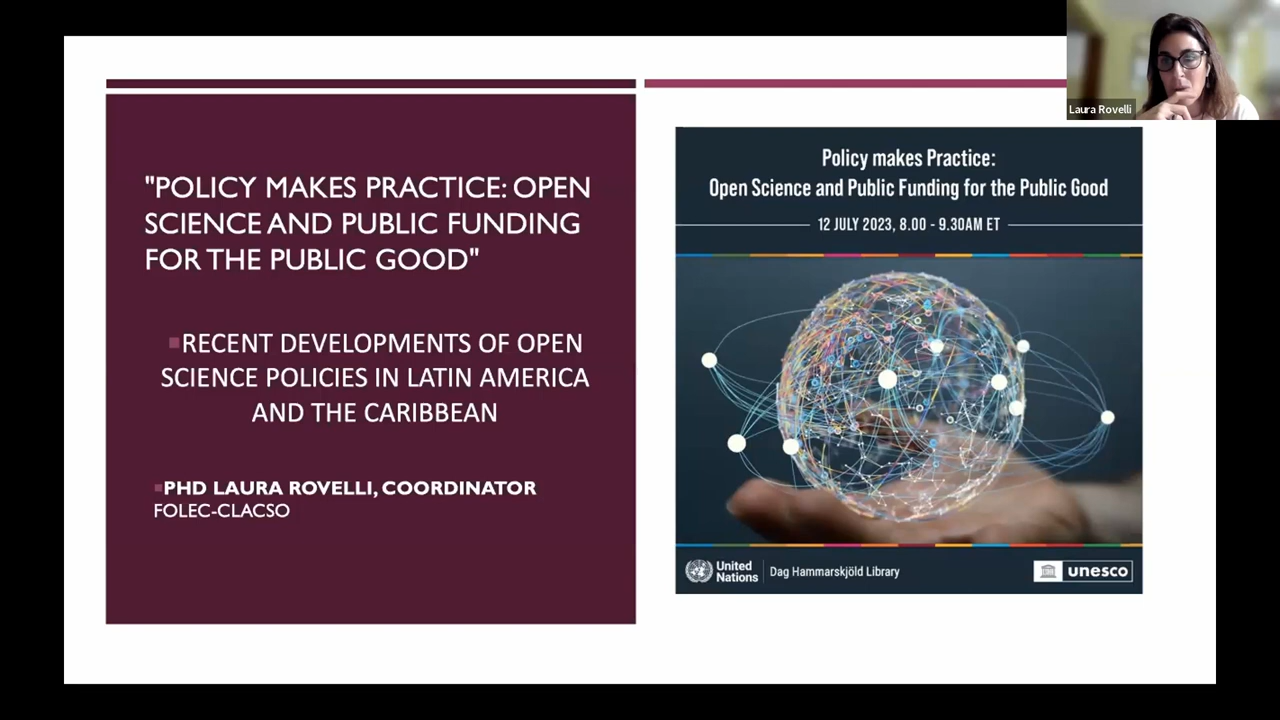 "POLICY MAKES PRACTICE: OPEN
SCIENCE AND PUBLIC FUNDING
FOR THE PUBLIC GOOD"
RECENT DEVELOPMENTS OF OPEN
SCIENCE POLICIES IN LATIN AMERICA
AND THE CARIBBEAN
PHD LAURA ROVELLI, COORDINATOR
FOLEC-CLACSO
Policy makes Practice:
Open Science and Public Funding for the Public Good
12 JULY 2023, 8.00 - 9.30AM ET
United
Nations
Dag Hammarskjöld Library
unesco
Laura Rovelli